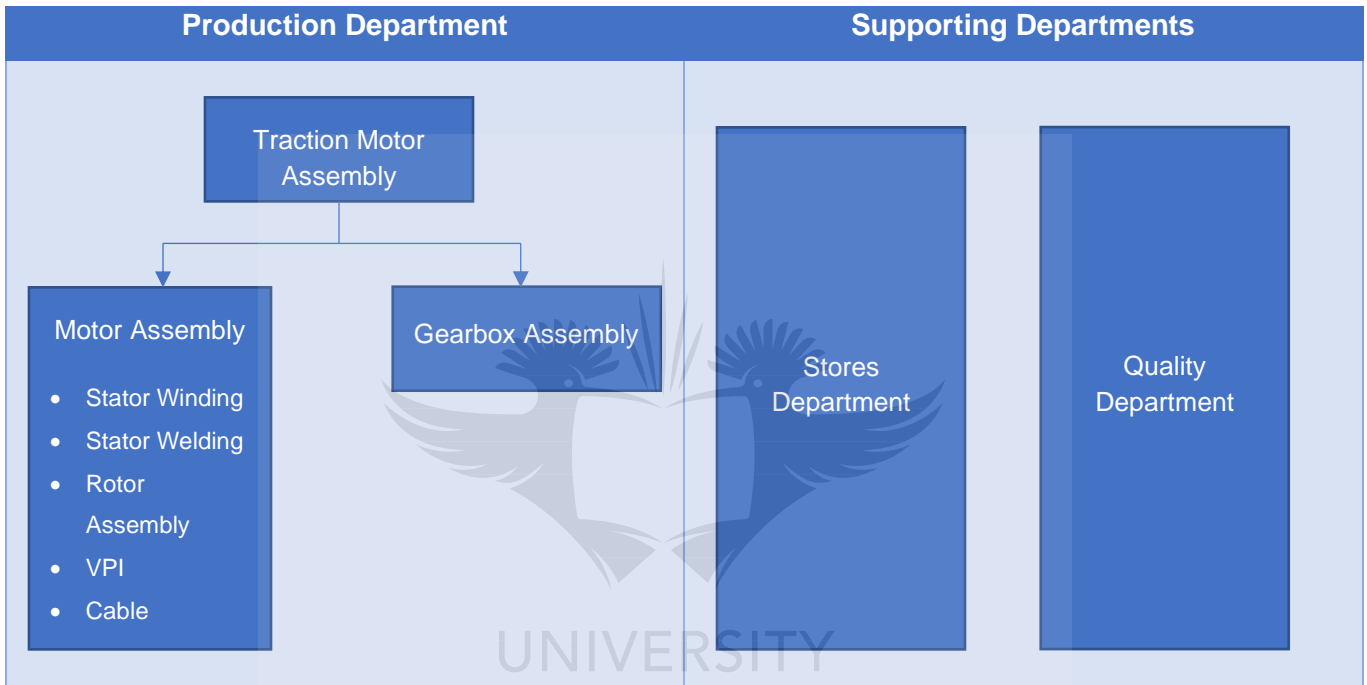 Production Department
Supporting Departments
Traction Motor
Assembly
Motor Assembly
• Stator Winding
• Stator Welding
• Rotor
Assembly
• VPI
• Cable
Gearbox Assembly
Stores
Department
Quality
Department
UNIVERSITY